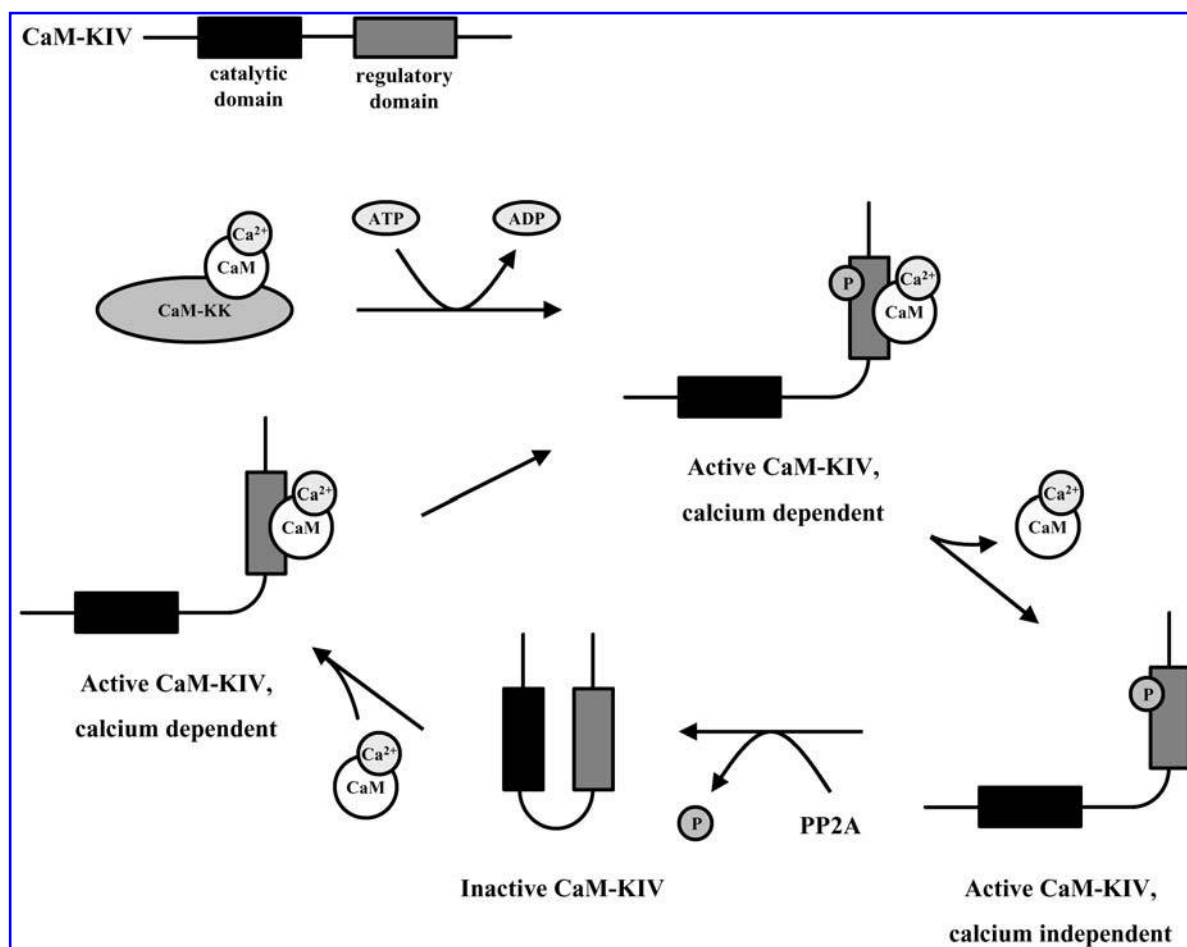 CaM-KIV
catalytic
domain
regulatory
domain
ATP
ADP
Ca²⁺
CaM
CaM-KK
P
Ca²⁺
CaM
Active CaM-KIV,
calcium dependent
Ca²⁺
CaM
Ca²⁺
CaM
Active CaM-KIV,
calcium dependent
Ca²⁺
CaM
P
PP2A
P
Inactive CaM-KIV
Active CaM-KIV,
calcium independent